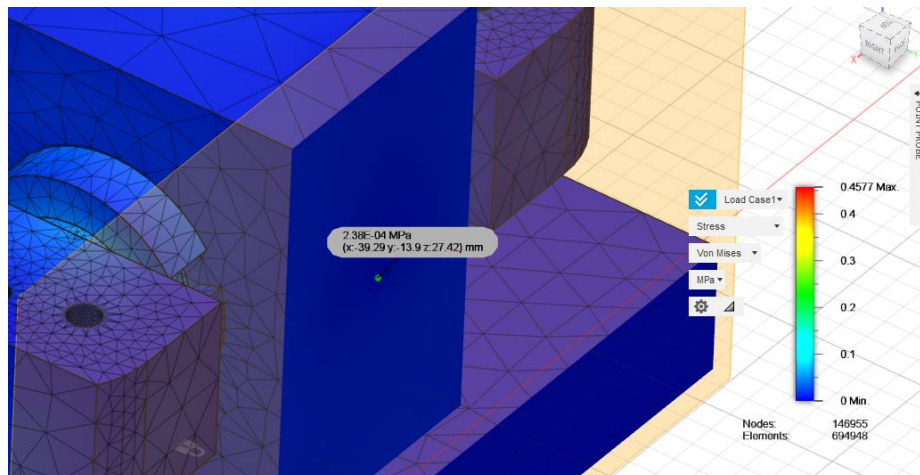 RIGHT
X
POINT PROBE
2.38E-04 MPa
(x:-39.29 y:-13.9 z:27.42) mm
Load Case1
Stress
Von Mises
MPa
0.4577 Max.
0.4
0.3
0.2
0.1
0 Min.
Nodes: 146955
Elements: 694948